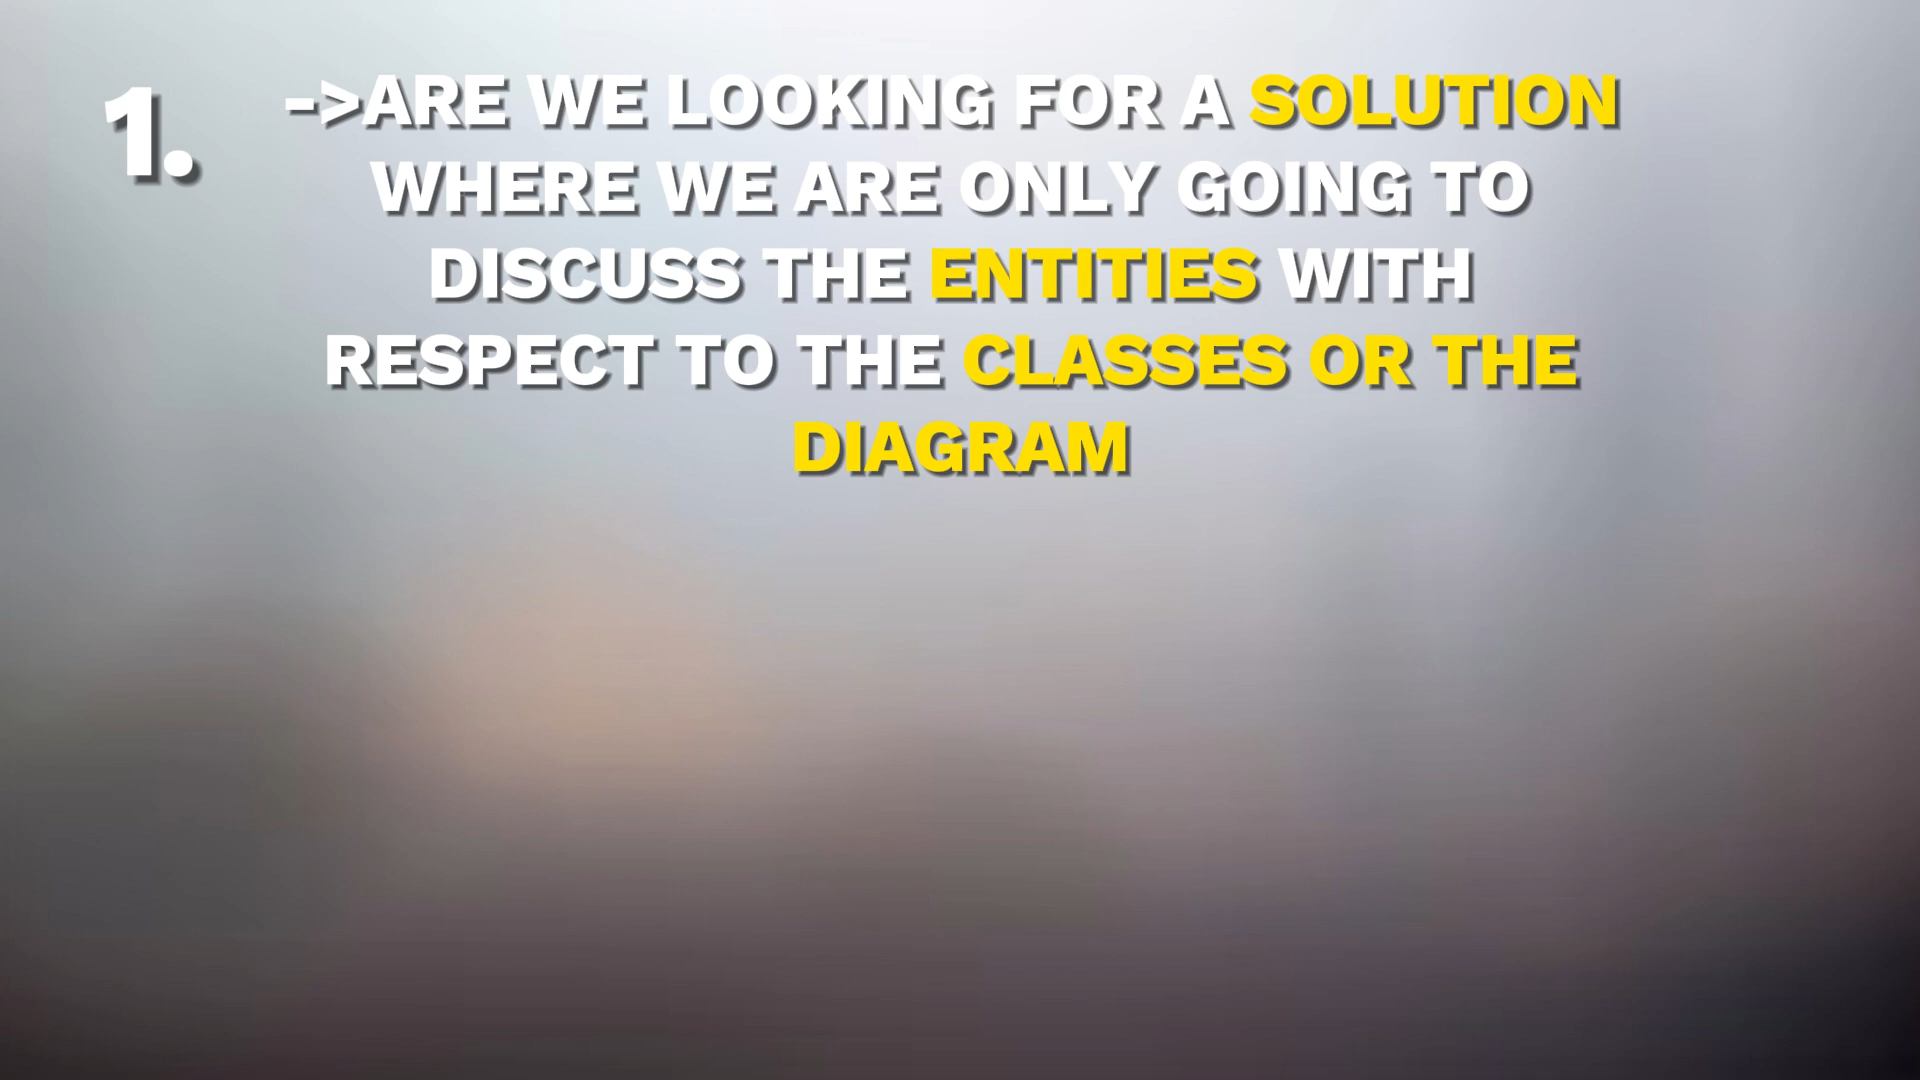 1.
->ARE WE LOOKING FOR A SOLUTION
WHERE WE ARE ONLY GOING TO
DISCUSS THE ENTITIES WITH
RESPECT TO THE CLASSES OR THE
DIAGRAM